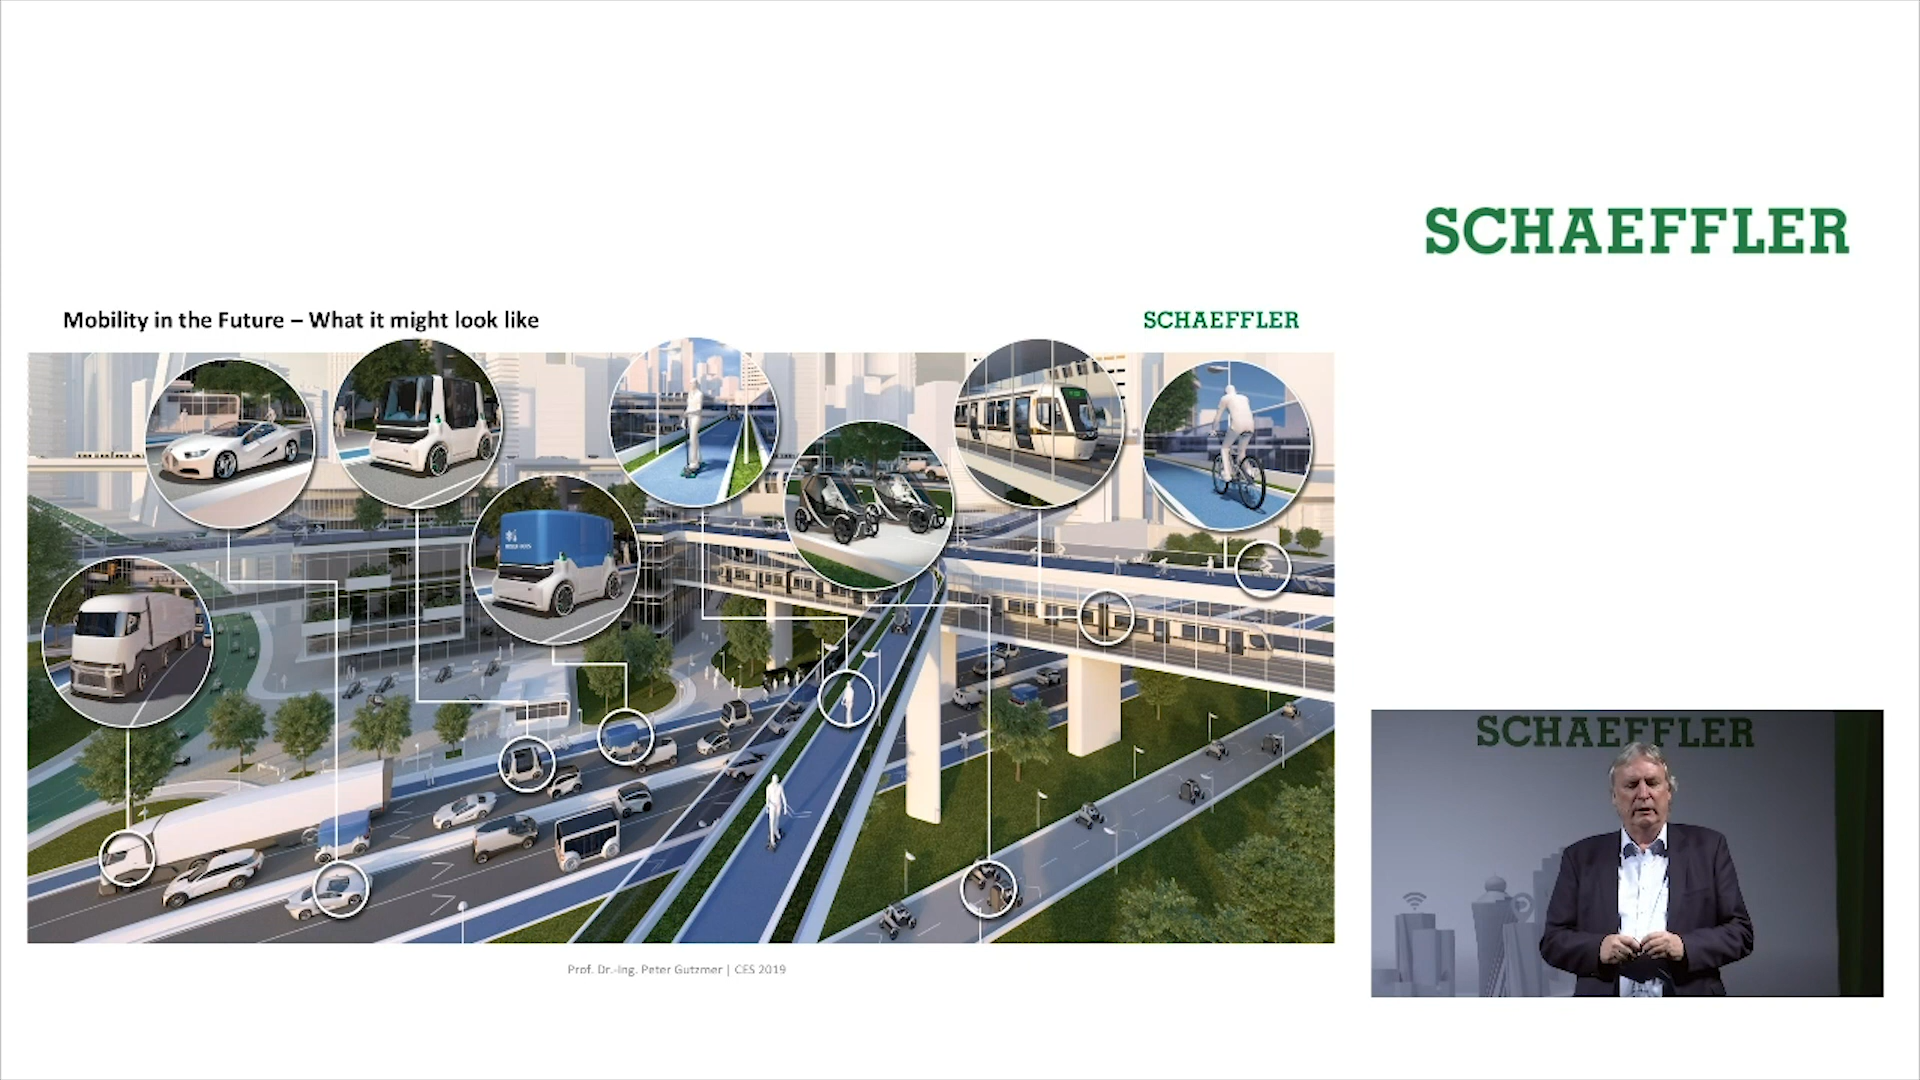 SCHAEFFLER
Mobility in the Future – What it might look like
SCHAEFFLER
SCHAEFFLER
Prof. Dr.-Ing. Peter Gutzmer | CES 2019